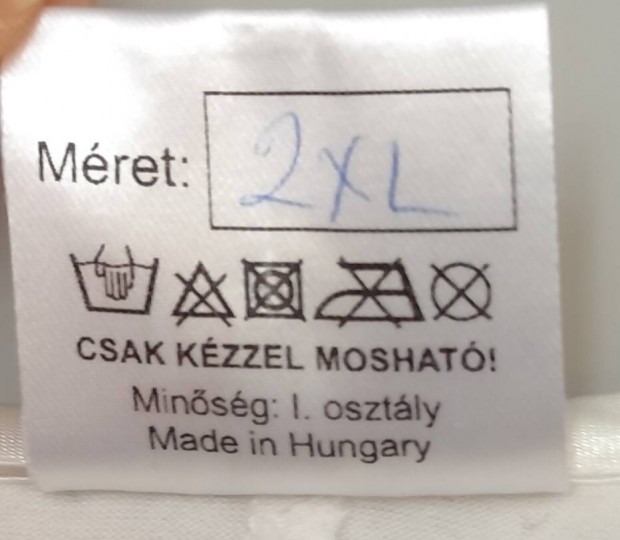 Méret: 2XL
CSAK KÉZZEL MOSHATÓ!
Minőség: I. osztály
Made in Hungary